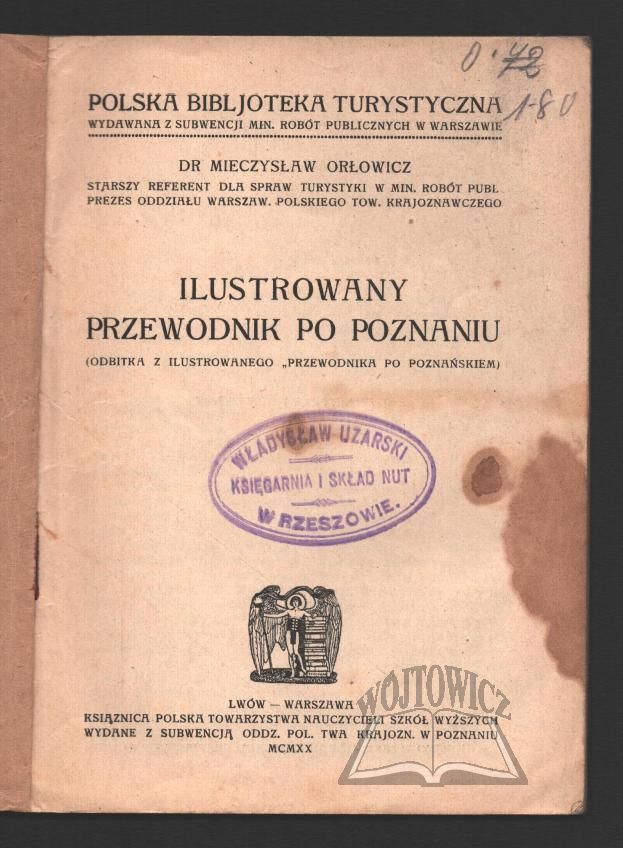 0.42
1·80
POLSKA BIBLJOTEKA TURYSTYCZNA
WYDAWANA Z SUBWENCJI MIN. ROBÓT PUBLICZNYCH W WARSZAWIE
DR MIECZYSŁAW ORŁOWICZ
STARSZY REFERENT DLA SPRAW TURYSTYKI W MIN. ROBÓT PUBL.
PREZES ODDZIAŁU WARSZAW. POLSKIEGO TOW. KRAJOZNAWCZEGO
ILUSTROWANY
PRZEWODNIK PO POZNANIU
(ODBITKA Z ILUSTROWANEGO „PRZEWODNIKA PO POZNAŃSKIEM)
WŁADYSŁAW UZARSKI
KSIĘGARNIA I SKŁAD NUT
W RZESZOWIE.
LWÓW — WARSZAWA
KSIĄŻNICA POLSKA TOWARZYSTWA NAUCZYCIELI SZKÓŁ WYŻSZYCH
WYDANE Z SUBWENCJĄ ODDZ. POL. TWA KRAJOZN. W POZNANIU
MCMXX
WÓJTOWICZ